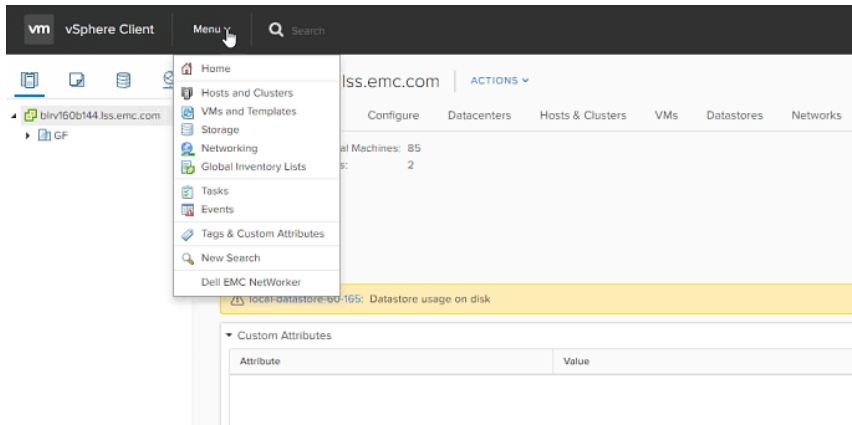 vm vSphere Client Menu Search
lss.emc.com ACTIONS
blrv160b144.lss.emc.com
GF
Home
Hosts and Clusters
VMs and Templates
Storage
Networking
Global Inventory Lists
Tasks
Events
Tags & Custom Attributes
New Search
Dell EMC NetWorker
Configure Datacenters Hosts & Clusters VMs Datastores Networks
al Machines: 85
s: 2
local-datastore-60-165: Datastore usage on disk
Custom Attributes
Attribute Value